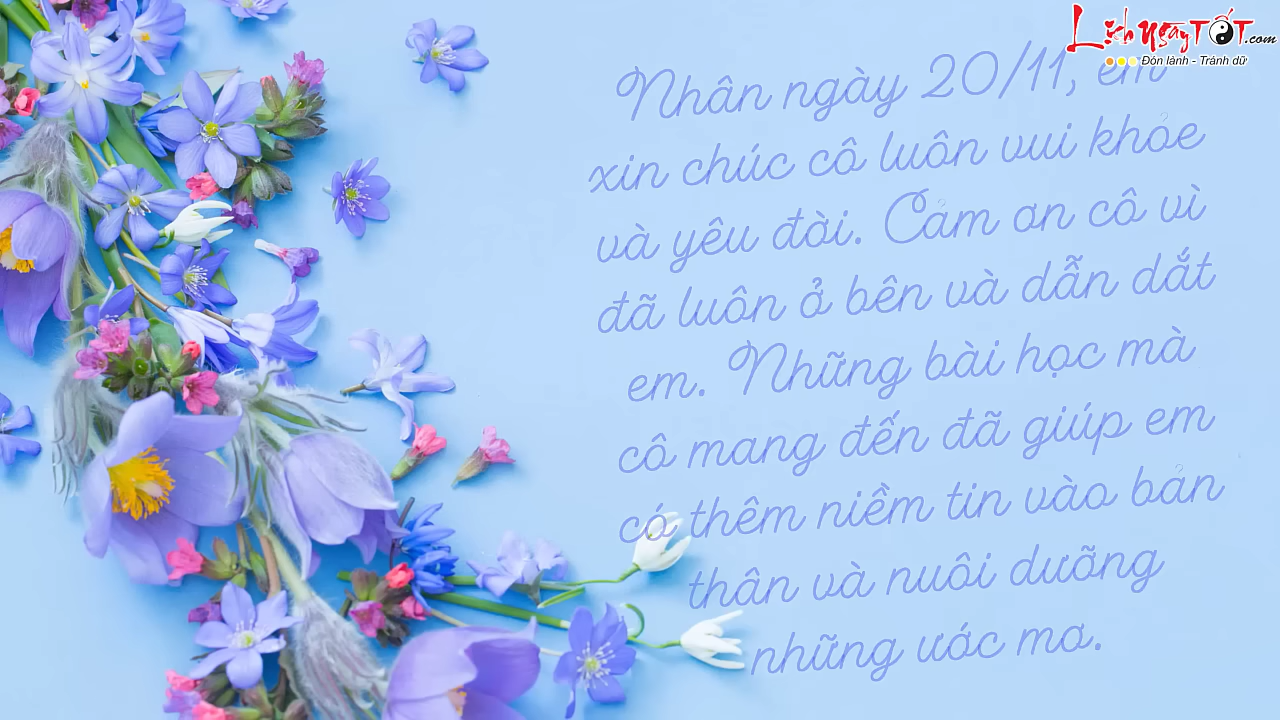 Lịch Ngày TỐT.com
Đón lành - Tránh dữ
Nhân ngày 20/11, em
xin chúc cô luôn vui khỏe
và yêu đời. Cảm ơn cô vì
đã luôn ở bên và dẫn dắt
em. Những bài học mà
cô mang đến đã giúp em
có thêm niềm tin vào bản
thân và nuôi dưỡng
những ước mơ.